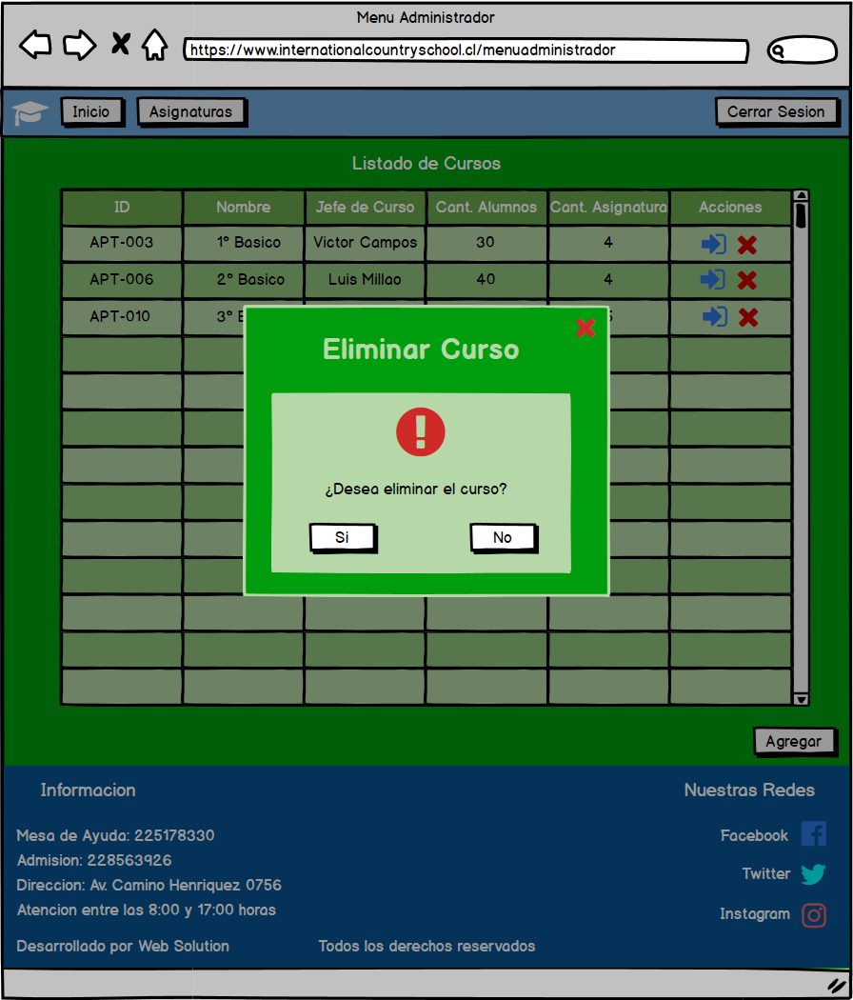 Menu Administrador
https://www.internationalcountryschool.cl/menuadministrador
Inicio
Asignaturas
Cerrar Sesion
Listado de Cursos
ID Nombre Jefe de Curso Cant. Alumnos Cant. Asignatura Acciones
APT-003 1° Basico Victor Campos 30 4
APT-006 2° Basico Luis Millao 40 4
APT-010 3°
Eliminar Curso
¿Desea eliminar el curso?
Si
No
Agregar
Informacion
Mesa de Ayuda: 225178330
Admision: 228563926
Direccion: Av. Camino Henriquez 0756
Atencion entre las 8:00 y 17:00 horas
Desarrollado por Web Solution
Todos los derechos reservados
Nuestras Redes
Facebook
Twitter
Instagram